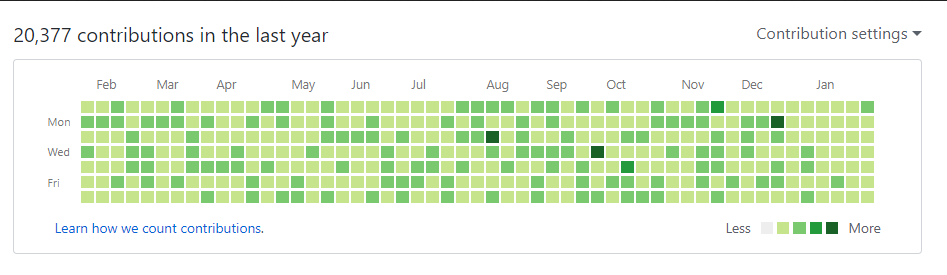 20,377 contributions in the last year
Contribution settings
Feb Mar Apr May Jun Jul Aug Sep Oct Nov Dec Jan
Mon
Wed
Fri
Learn how we count contributions.
Less More